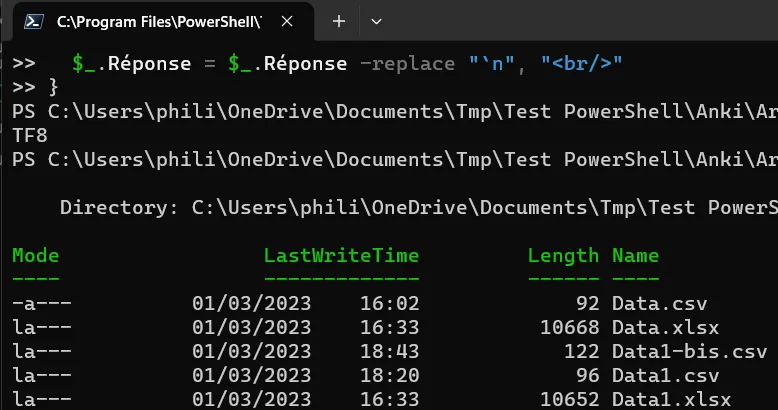 C:\Program Files\PowerShell\
>>   $_.Réponse = $_.Réponse -replace "`n", "<br/>"
>> }
PS C:\Users\phili\OneDrive\Documents\Tmp\Test PowerShell\Anki\Ar
TF8
PS C:\Users\phili\OneDrive\Documents\Tmp\Test PowerShell\Anki\Ar
    Directory: C:\Users\phili\OneDrive\Documents\Tmp\Test PowerS
Mode                 LastWriteTime         Length Name
----                 -------------         ------ ----
-a---          01/03/2023    16:02             92 Data.csv
la---          01/03/2023    16:33          10668 Data.xlsx
la---          01/03/2023    18:43            122 Data1-bis.csv
la---          01/03/2023    18:20             96 Data1.csv
la---          01/03/2023    16:33          10652 Data1.xlsx